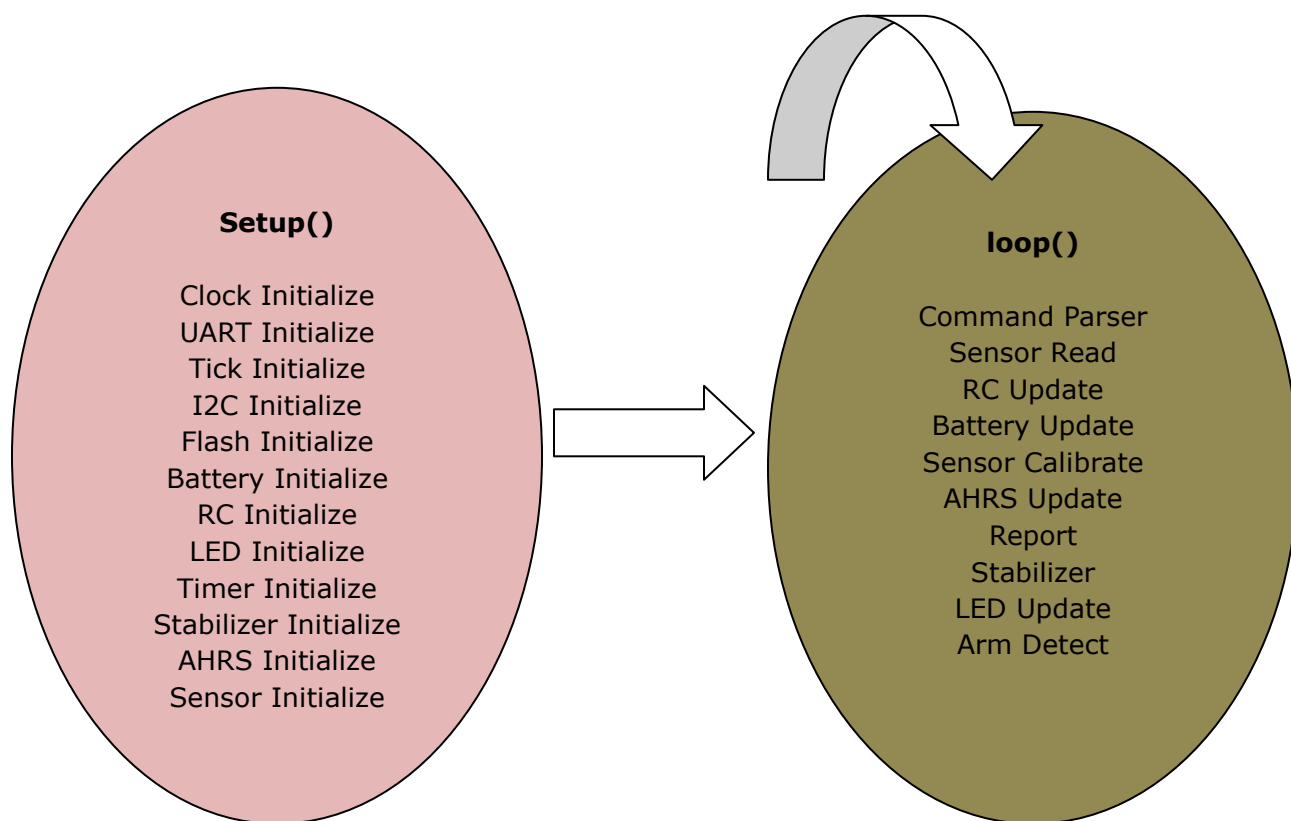 Setup()
Clock Initialize
UART Initialize
Tick Initialize
I2C Initialize
Flash Initialize
Battery Initialize
RC Initialize
LED Initialize
Timer Initialize
Stabilizer Initialize
AHRS Initialize
Sensor Initialize
loop()
Command Parser
Sensor Read
RC Update
Battery Update
Sensor Calibrate
AHRS Update
Report
Stabilizer
LED Update
Arm Detect